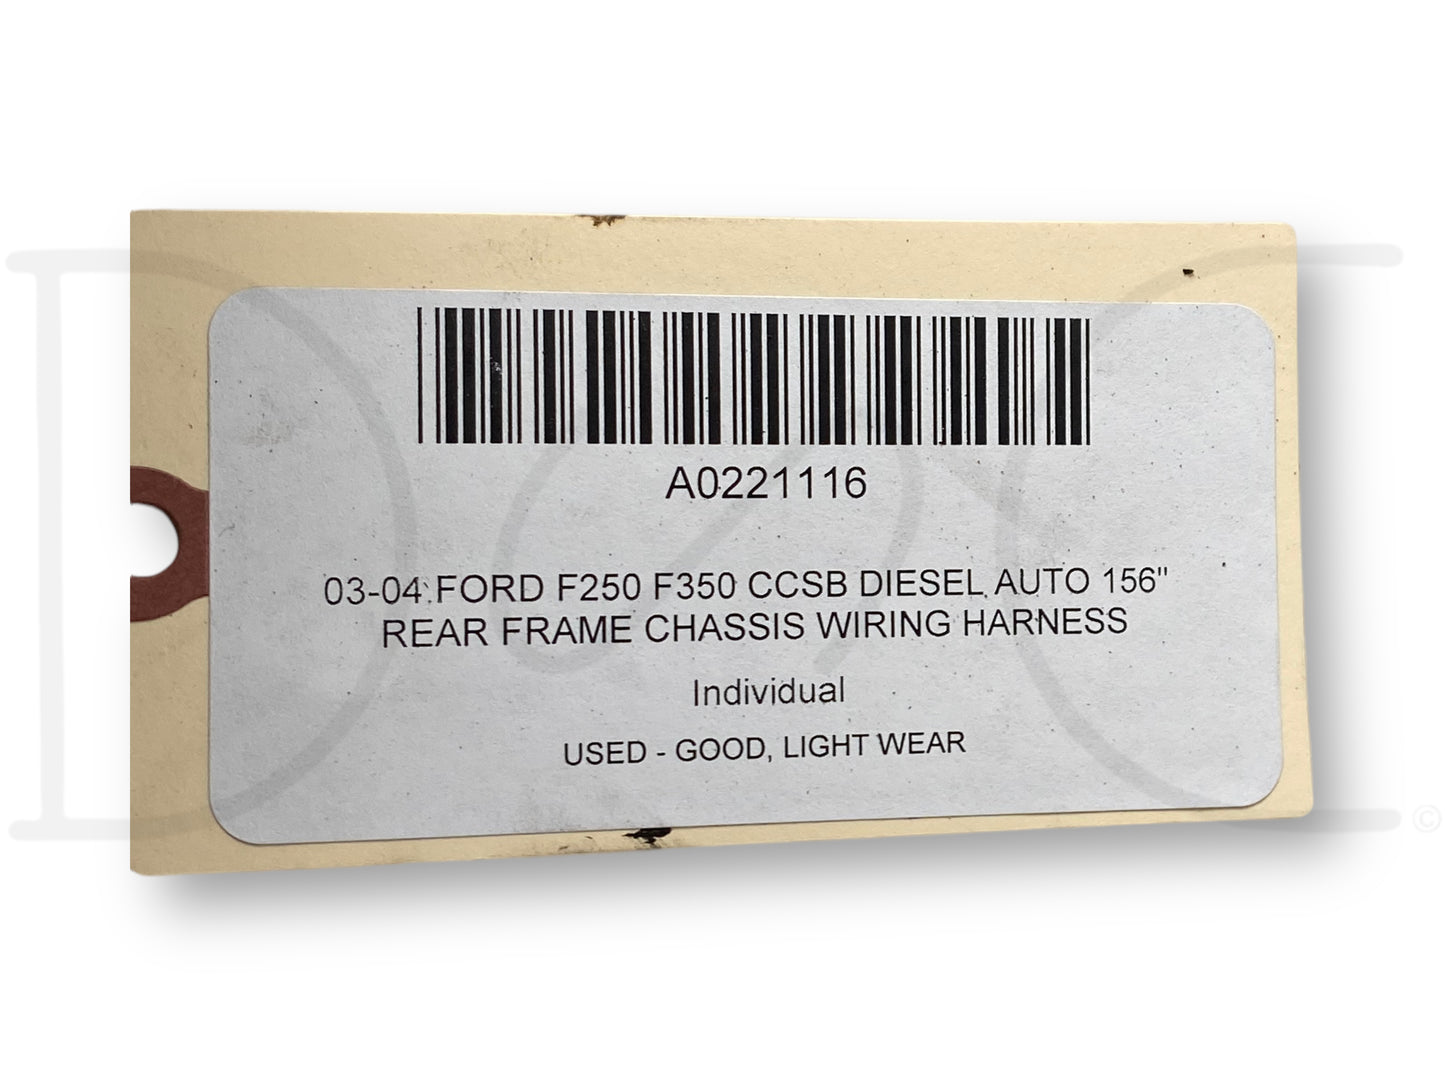 A0221116
03-04 FORD F250 F350 CCSB DIESEL AUTO 156"
REAR FRAME CHASSIS WIRING HARNESS
Individual
USED - GOOD, LIGHT WEAR
©